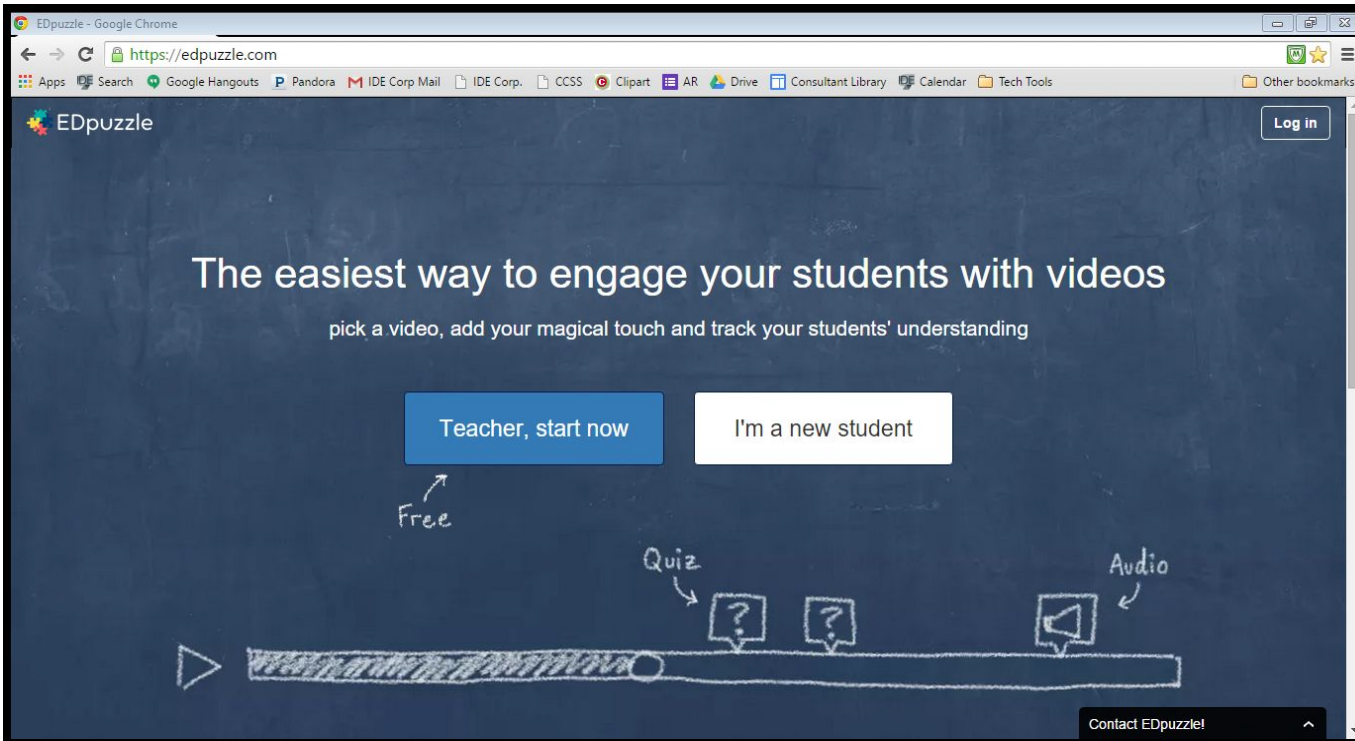 EDpuzzle - Google Chrome
https://edpuzzle.com
Apps Search Google Hangouts Pandora IDE Corp Mail IDE Corp. CCSS Clipart AR Drive Consultant Library Calendar Tech Tools Other bookmarks
EDpuzzle Log in
The easiest way to engage your students with videos
pick a video, add your magical touch and track your students' understanding
Teacher, start now I'm a new student
Free
Quiz Audio
? ?
Contact EDpuzzle!